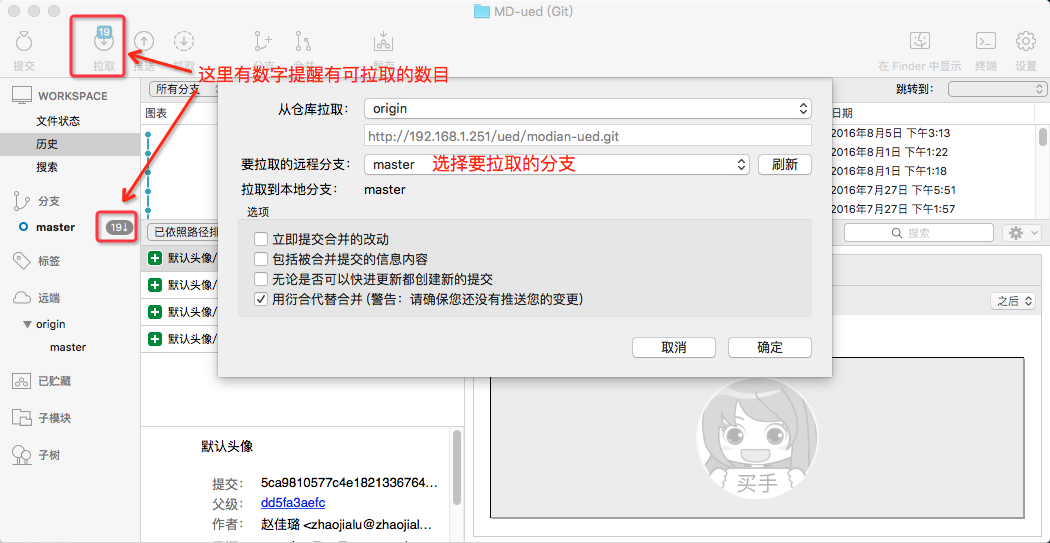 MD-ued (Git)
19
提交
拉取
推送
在 Finder 中显示
终端
设置
这里有数字提醒有可拉取的数目
WORKSPACE
文件状态
历史
搜索
分支
master
19↓
标签
远端
origin
master
已贮藏
子模块
子树
所有分支
跳转到:
图表
日期
2016年8月5日 下午3:13
2016年8月1日 下午1:22
2016年8月1日 下午1:18
2016年7月27日 下午5:51
2016年7月27日 下午1:57
从仓库拉取: origin
http://192.168.1.251/ued/modian-ued.git
要拉取的远程分支: master 选择要拉取的分支 刷新
拉取到本地分支: master
选项
立即提交合并的改动
包括被合并提交的信息内容
无论是否可以快进更新都创建新的提交
用衍合代替合并 (警告：请确保您还没有推送您的变更)
取消 确定
已依照路径排
搜索
默认头像/
默认头像/
默认头像/
默认头像/
之后
默认头像
提交: 5ca9810577c4e1821336764...
父级: dd5fa3aefc
作者: 赵佳璐 <zhaojialu@zhaojial...
买手